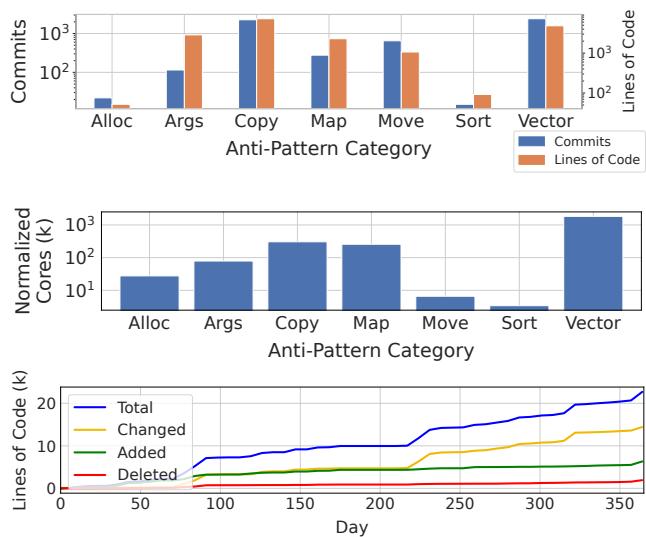 Commits
10³
10²
Lines of Code
10³
10²
Alloc Args Copy Map Move Sort Vector
Anti-Pattern Category
Commits
Lines of Code
Normalized
Cores (k)
10³
10²
10¹
Alloc Args Copy Map Move Sort Vector
Anti-Pattern Category
Lines of Code (k)
20
10
0
Total
Changed
Added
Deleted
0 50 100 150 200 250 300 350
Day